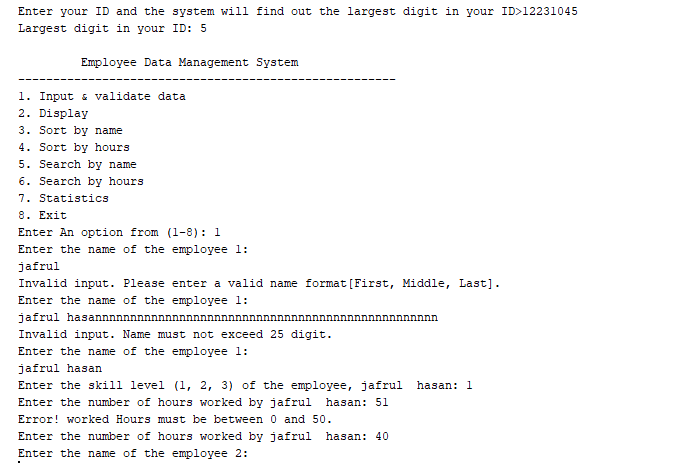 Enter your ID and the system will find out the largest digit in your ID>12231045
Largest digit in your ID: 5
Employee Data Management System
------------------------------------------------------
1. Input & validate data
2. Display
3. Sort by name
4. Sort by hours
5. Search by name
6. Search by hours
7. Statistics
8. Exit
Enter An option from (1-8): 1
Enter the name of the employee 1:
jafrul
Invalid input. Please enter a valid name format[First, Middle, Last].
Enter the name of the employee 1:
jafrul hasannnnnnnnnnnnnnnnnnnnnnnnnnnnnnnnnnnnnnnnnnnnnnnnn
Invalid input. Name must not exceed 25 digit.
Enter the name of the employee 1:
jafrul hasan
Enter the skill level (1, 2, 3) of the employee, jafrul  hasan: 1
Enter the number of hours worked by jafrul  hasan: 51
Error! worked Hours must be between 0 and 50.
Enter the number of hours worked by jafrul  hasan: 40
Enter the name of the employee 2: